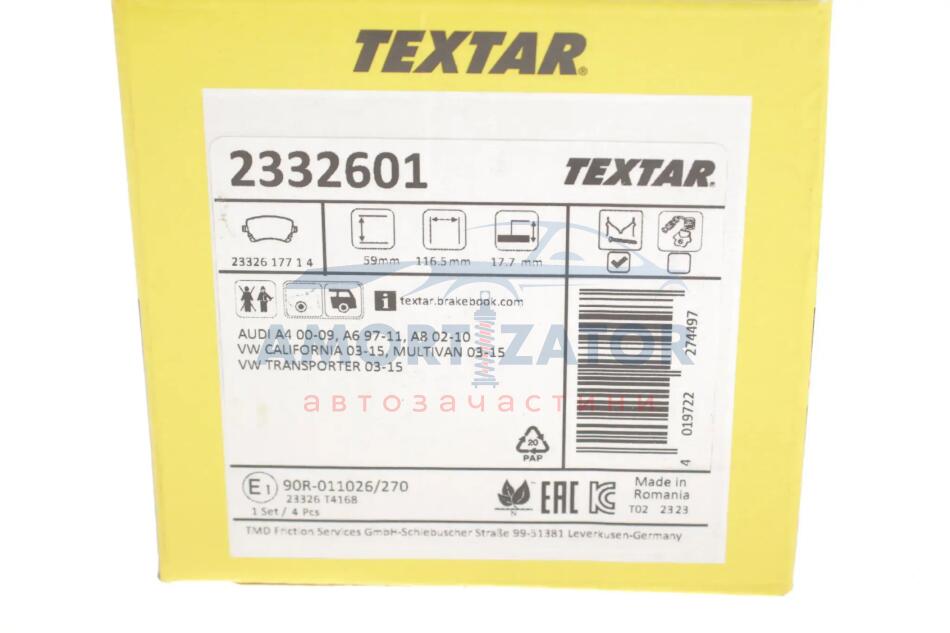 TEXTAR®
2332601
TEXTAR®
23326 177 1 4
59mm
116.5mm
17.7 mm
i textar.brakebook.com
AUDI A4 00-09, A6 97-11, A8 02-10
VW CALIFORNIA 03-15, MULTIVAN 03-15
VW TRANSPORTER 03-15
AMORTIZATOR
автозачастини
4 019722 274497
20
PAP
E1 90R-011026/270
23326 T4168
1 Set / 4 Pcs
N
EAC
KC
Made in
Romania
T02 2323
TMD Friction Services GmbH-Schlebuscher Straße 99-51381 Leverkusen-Germany